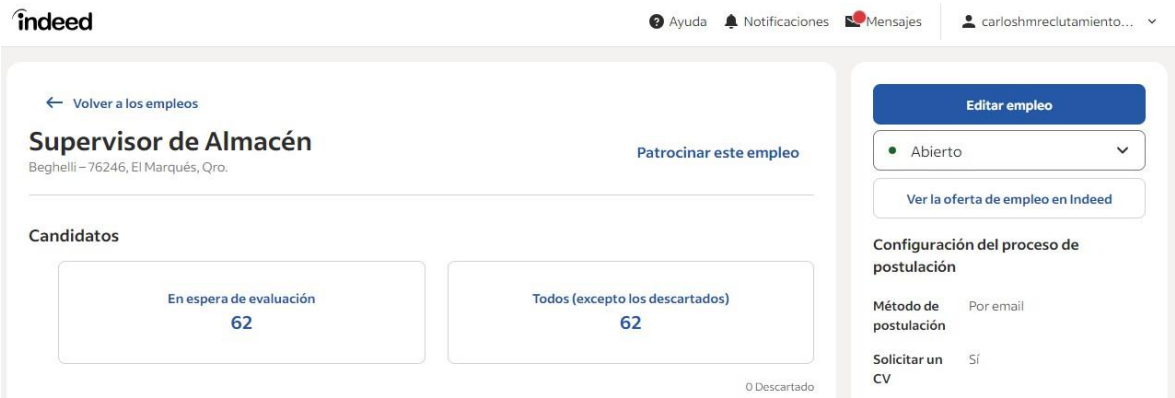 indeed
Ayuda
Notificaciones
Mensajes
carloshmreclutamiento...
Volver a los empleos
Supervisor de Almacén
Beghelli – 76246, El Marqués, Qro.
Patrocinar este empleo
Candidatos
En espera de evaluación
62
Todos (excepto los descartados)
62
0 Descartado
Editar empleo
Abierto
Ver la oferta de empleo en Indeed
Configuración del proceso de
postulación
Método de Por email
postulación
Solicitar un Sí
CV